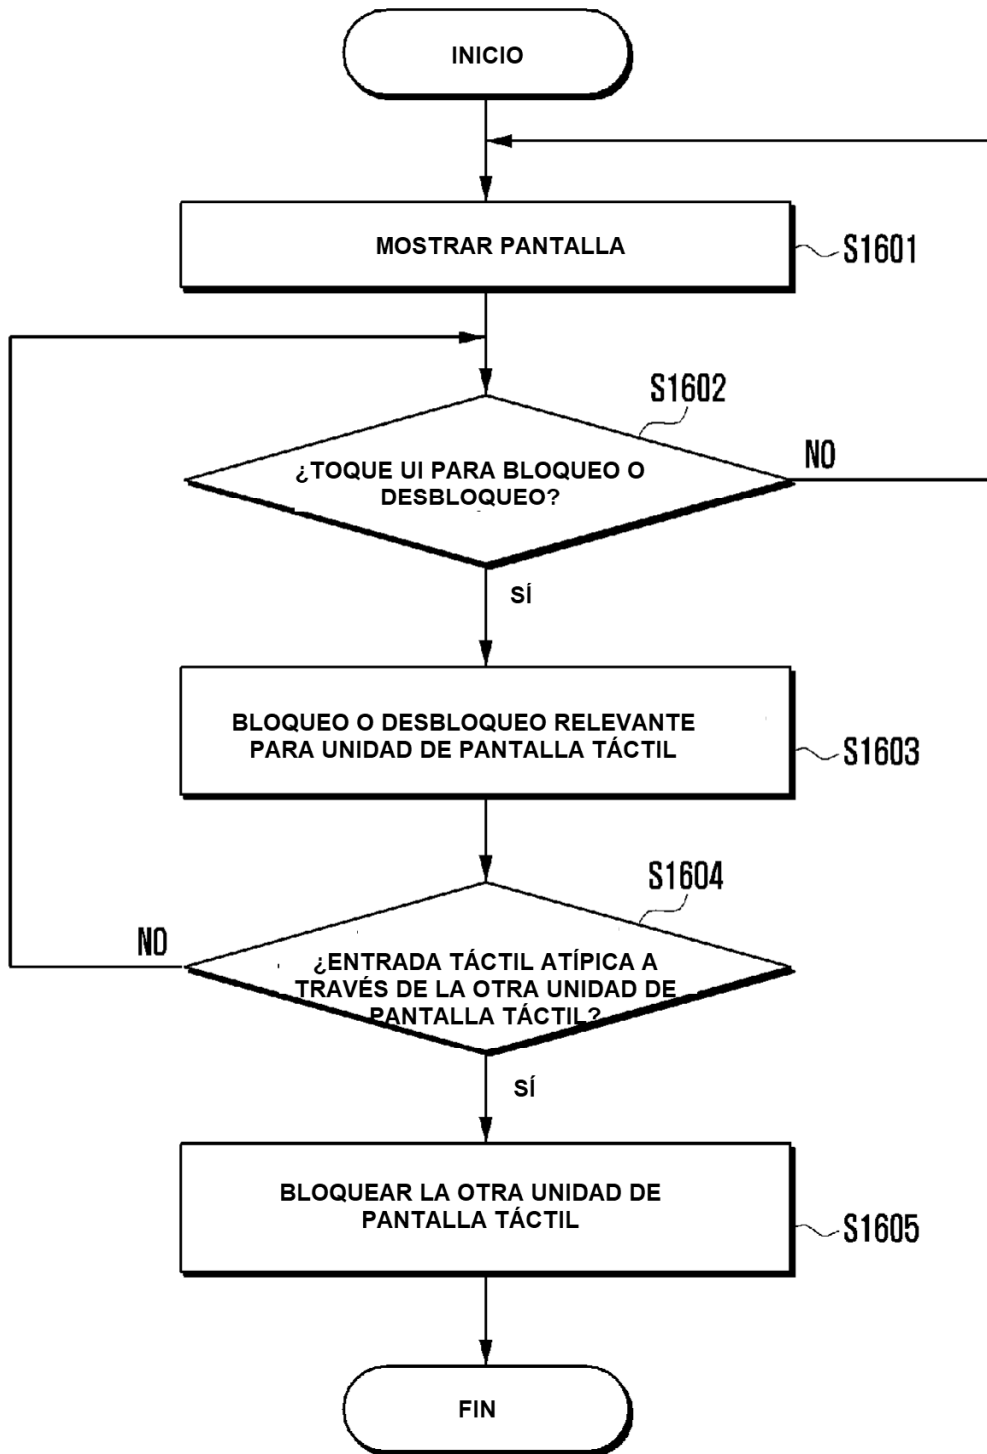 INICIO
MOSTRAR PANTALLA
S1601
S1602
¿TOQUE UI PARA BLOQUEO O
DESBLOQUEO?
NO
SÍ
BLOQUEO O DESBLOQUEO RELEVANTE
PARA UNIDAD DE PANTALLA TÁCTIL
S1603
S1604
NO
¿ENTRADA TÁCTIL ATÍPICA A
TRAVÉS DE LA OTRA UNIDAD DE
PANTALLA TÁCTIL?
SÍ
BLOQUEAR LA OTRA UNIDAD DE
PANTALLA TÁCTIL
S1605
FIN